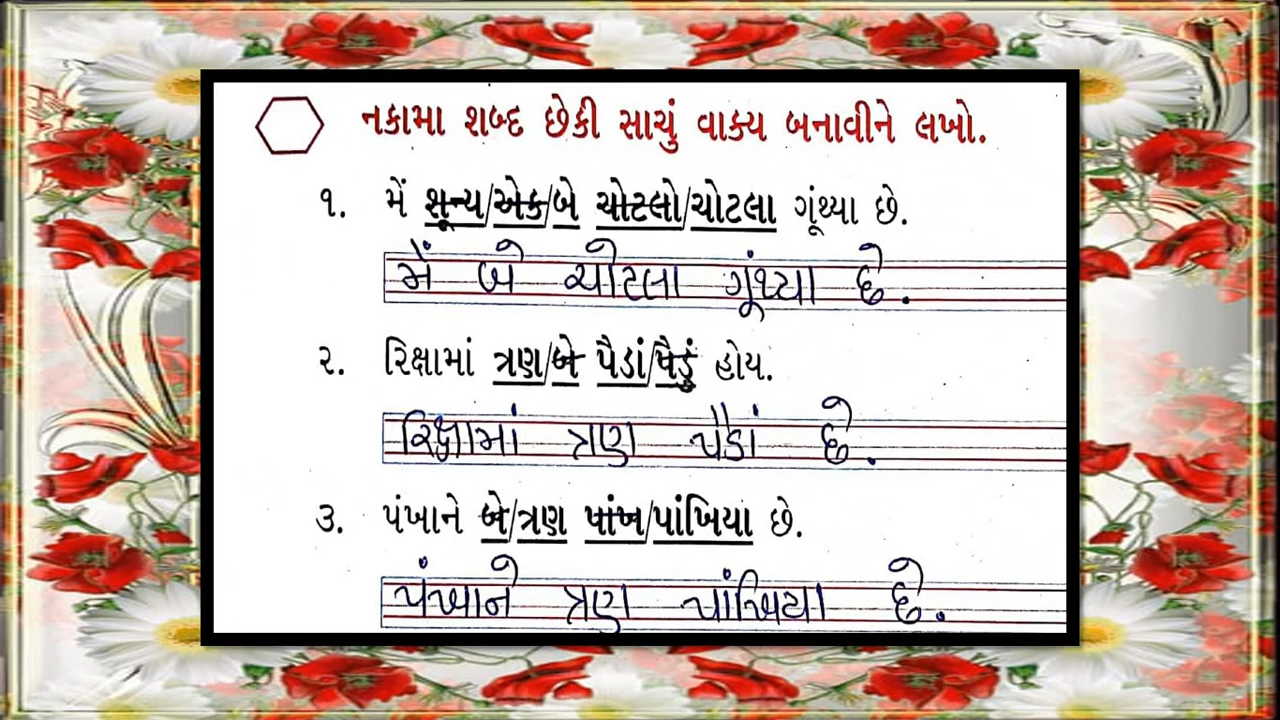 નકામા શબ્દ છેકી સાચું વાક્ય બનાવીને લખો.
૧. મેં શૂન્ય/એક/બે ચોટલો/ચોટલા ગૂંથ્યા છે.
મેં બે ચોટલા ગૂંથ્યા છે.
૨. રિક્ષામાં ત્રણ/બે પૈડાં/પૈડું હોય.
રિક્ષામાં ત્રણ પૈડાં છે.
૩. પંખાને બે/ત્રણ પાંખ/પાંખિયા છે.
પંખાને ત્રણ પાંખિયા છે.